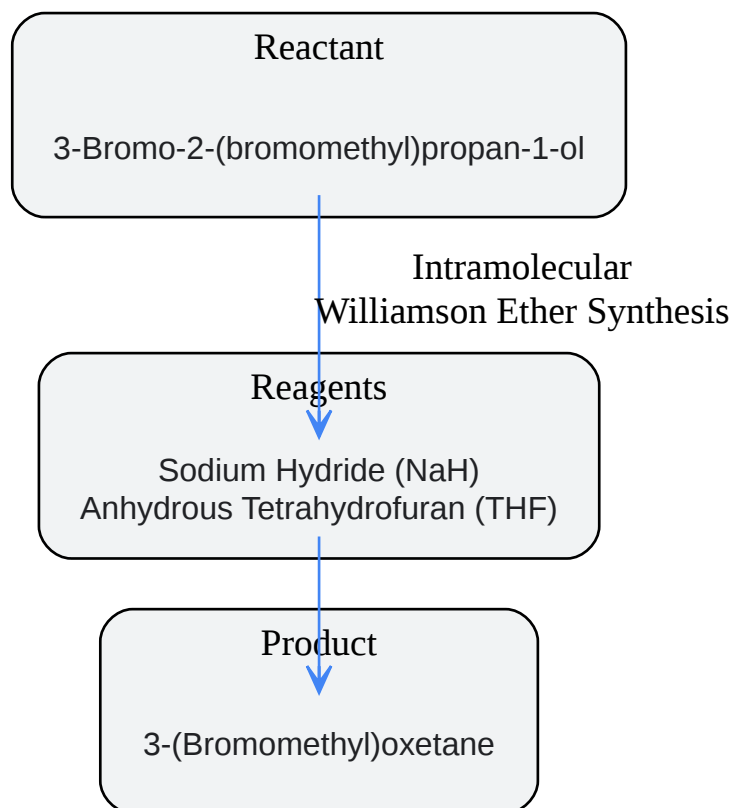 Reactant
3-Bromo-2-(bromomethyl)propan-1-ol
Intramolecular
Williamson Ether Synthesis
Reagents
Sodium Hydride (NaH)
Anhydrous Tetrahydrofuran (THF)
Product
3-(Bromomethyl)oxetane